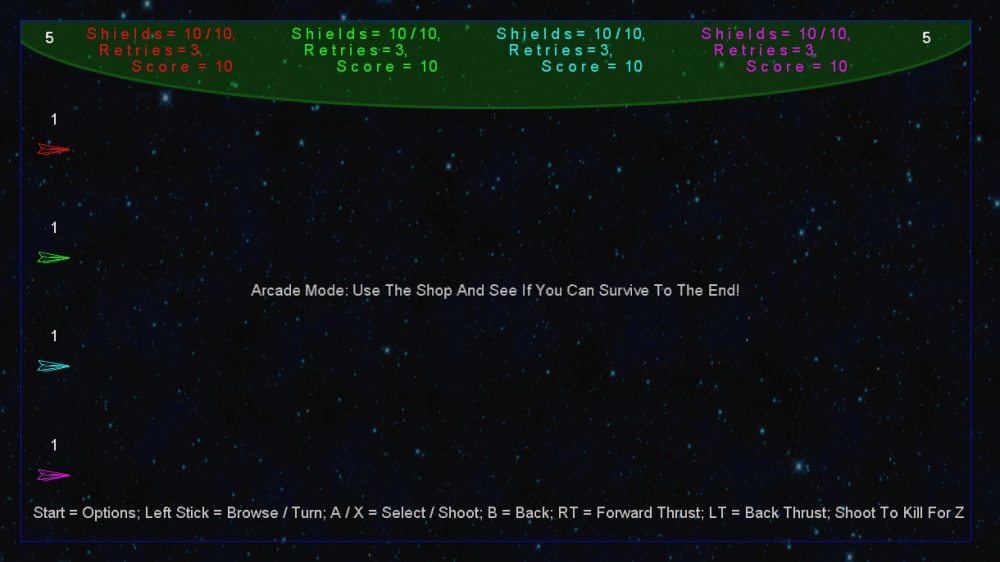 5
Shields= 10/10, Shields= 10/10, Shields= 10/10, Shields= 10/10,
5
Retries=3, Retries=3, Retries=3, Retries=3,
Score = 10 Score = 10 Score = 10 Score = 10
1
1
Arcade Mode: Use The Shop And See If You Can Survive To The End!
1
1
Start = Options; Left Stick = Browse / Turn; A / X = Select / Shoot; B = Back; RT = Forward Thrust; LT = Back Thrust; Shoot To Kill For Z